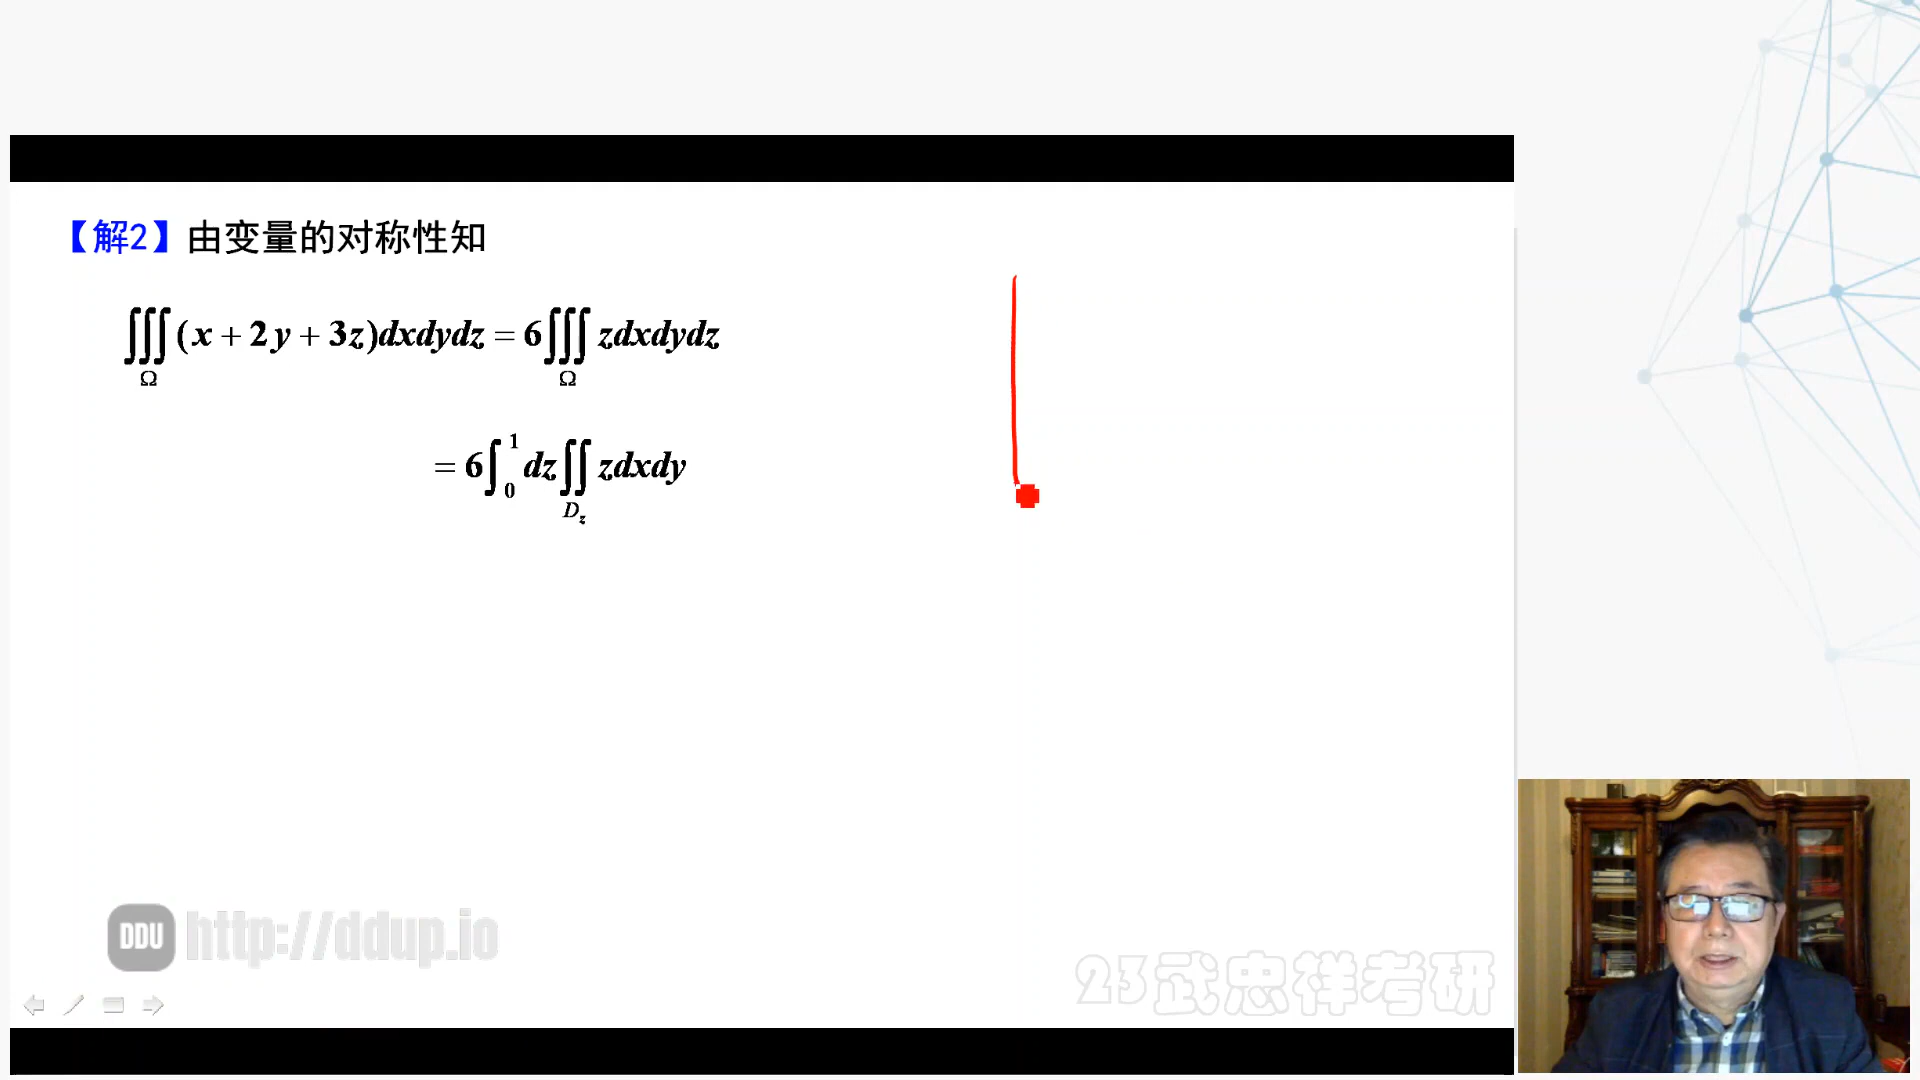 【解2】由变量的对称性知
∭_Ω (x + 2y + 3z)dxdydz = 6∭_Ω zdxdydz
= 6∫_0^1 dz∬_{D_z} zdxdy
DDU http://ddup.io
23武忠祥考研